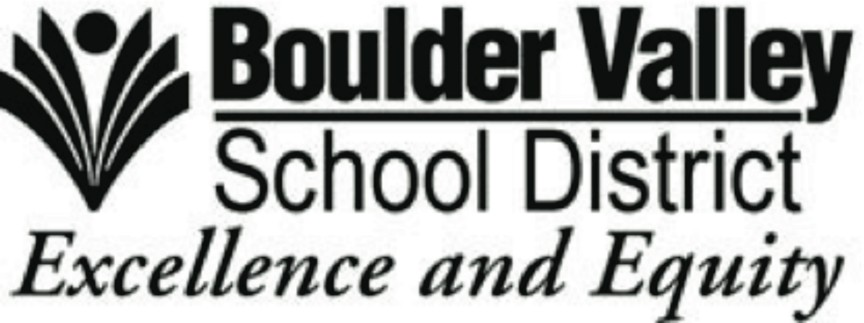 Boulder Valley
School District
Excellence and Equity